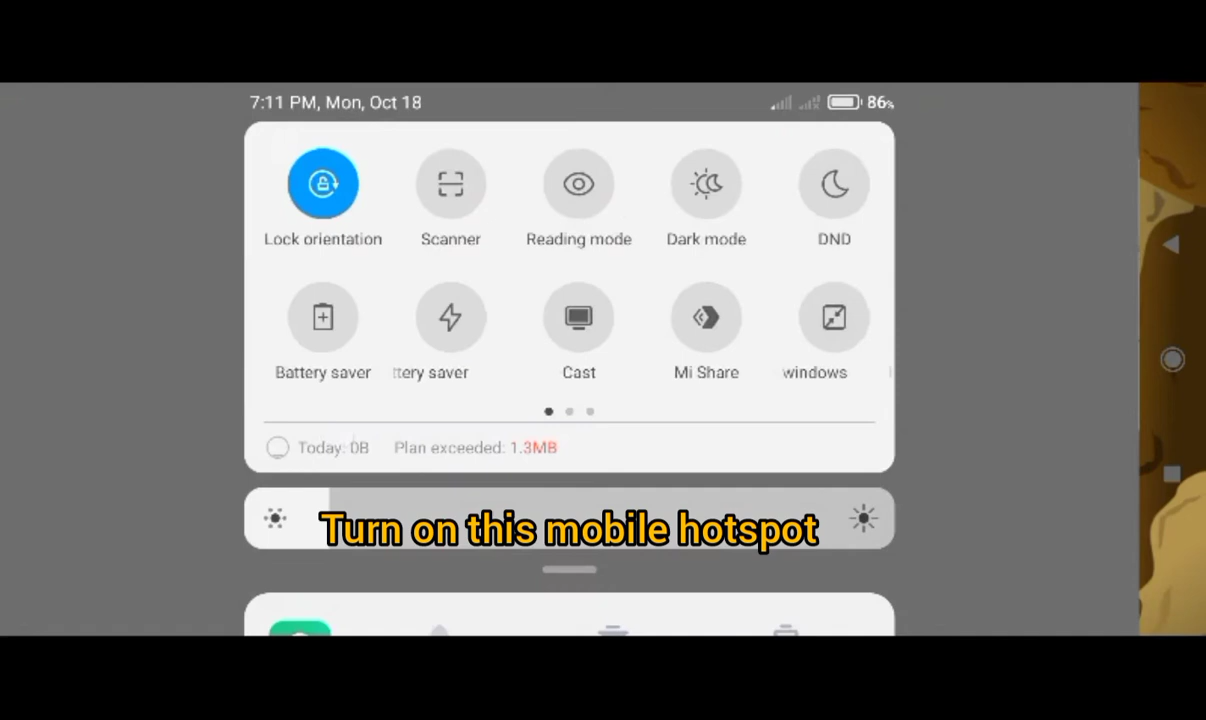 7:11 PM, Mon, Oct 18 86%
Lock orientation Scanner Reading mode Dark mode DND
Battery saver ttery saver Cast Mi Share windows
Today: 0B Plan exceeded: 1.3MB
Turn on this mobile hotspot